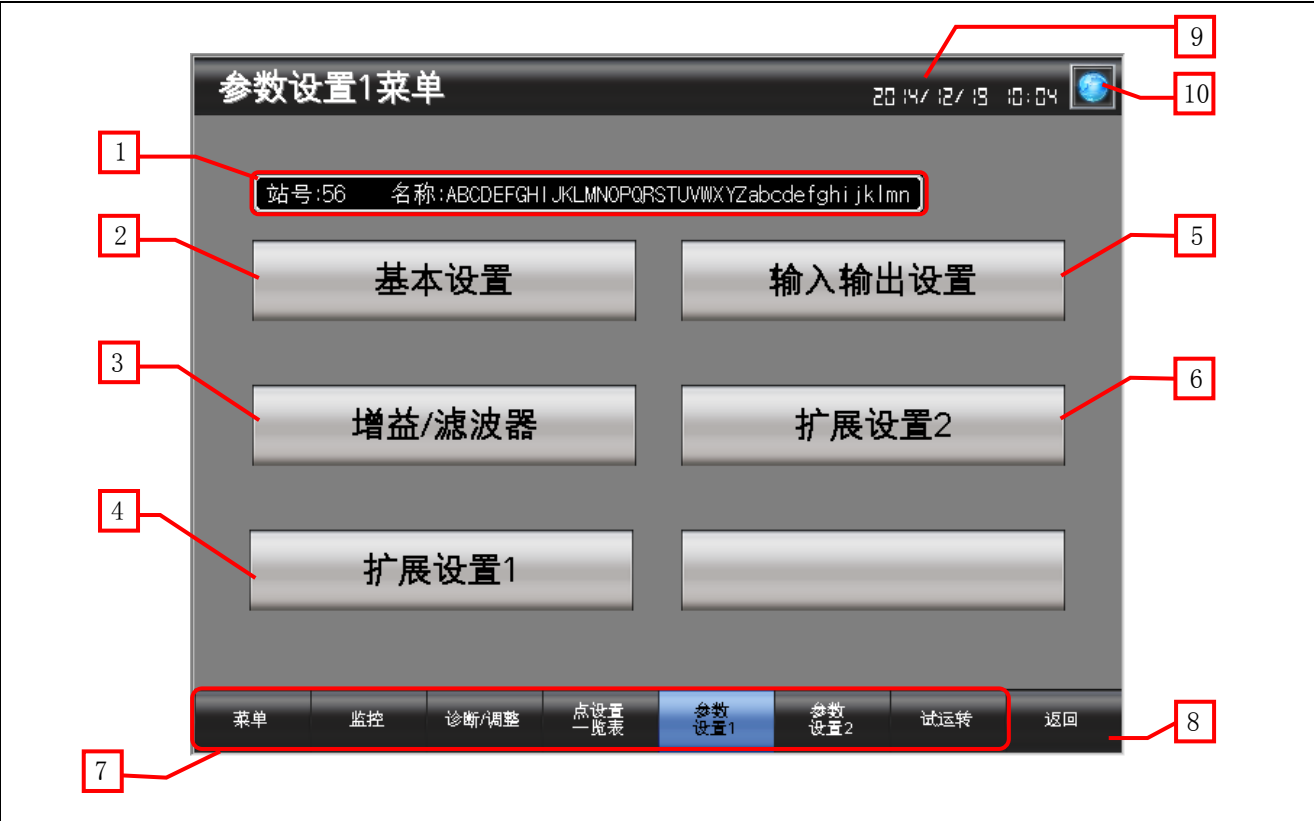 9
参数设置1菜单
2014/12/19 10:04
10
1
站号:56 名称:ABCDEFGHIJKLMNOPQRSTUVWXYZabcdefghijklmn
2
基本设置
输入输出设置
5
3
增益/滤波器
扩展设置2
6
4
扩展设置1
菜单
监控
诊断/调整
点设置
一览表
参数
设置1
参数
设置2
试运转
返回
8
7